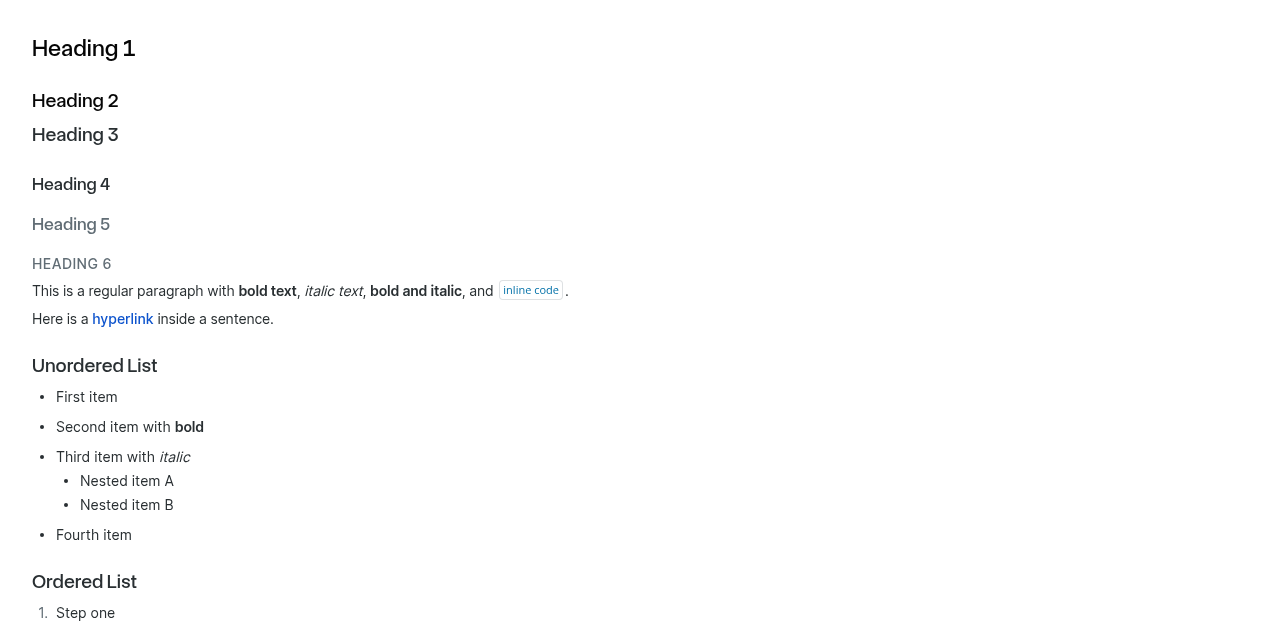 Heading 1
Heading 2
Heading 3
Heading 4
Heading 5
HEADING 6
This is a regular paragraph with bold text, italic text, bold and italic, and inline code.
Here is a hyperlink inside a sentence.
Unordered List
• First item
• Second item with bold
• Third item with italic
• Nested item A
• Nested item B
• Fourth item
Ordered List
1. Step one